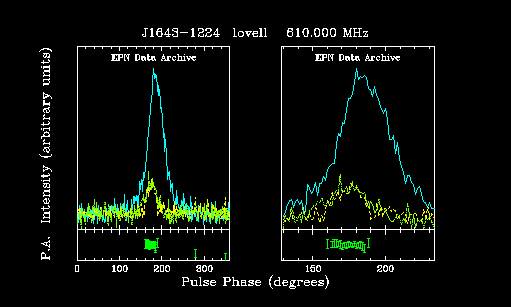 J1643-1224 lovell 610.000 MHz
EPN Data Archive
EPN Data Archive
P.A. Intensity (arbitrary units)
0 100 200 300
150 200
Pulse Phase (degrees)